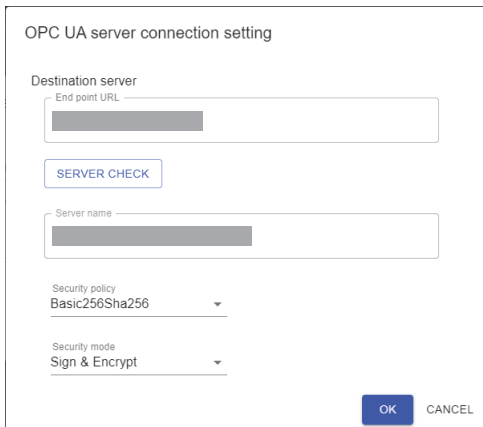 OPC UA server connection setting
Destination server
End point URL
SERVER CHECK
Server name
Security policy
Basic256Sha256
Security mode
Sign & Encrypt
OK CANCEL